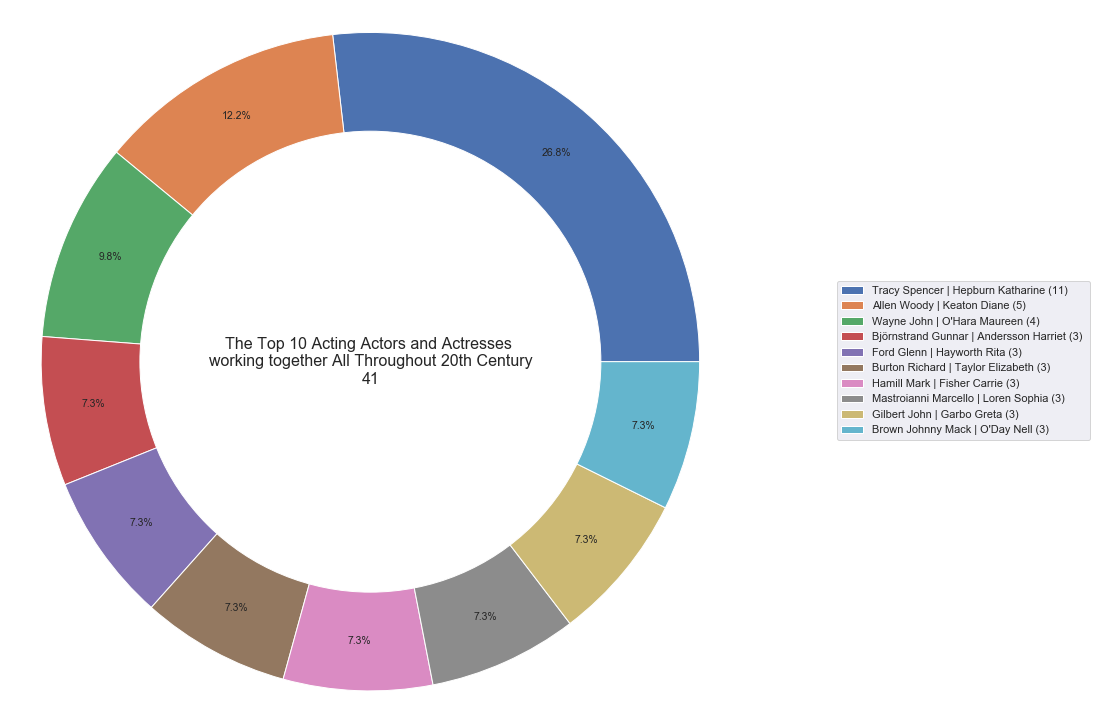 12.2%
26.8%
9.8%
The Top 10 Acting Actors and Actresses
working together All Throughout 20th Century
41
7.3%
7.3%
7.3%
7.3%
7.3%
7.3%
7.3%
Tracy Spencer | Hepburn Katharine (11)
Allen Woody | Keaton Diane (5)
Wayne John | O'Hara Maureen (4)
Björnstrand Gunnar | Andersson Harriet (3)
Ford Glenn | Hayworth Rita (3)
Burton Richard | Taylor Elizabeth (3)
Hamill Mark | Fisher Carrie (3)
Mastroianni Marcello | Loren Sophia (3)
Gilbert John | Garbo Greta (3)
Brown Johnny Mack | O'Day Nell (3)